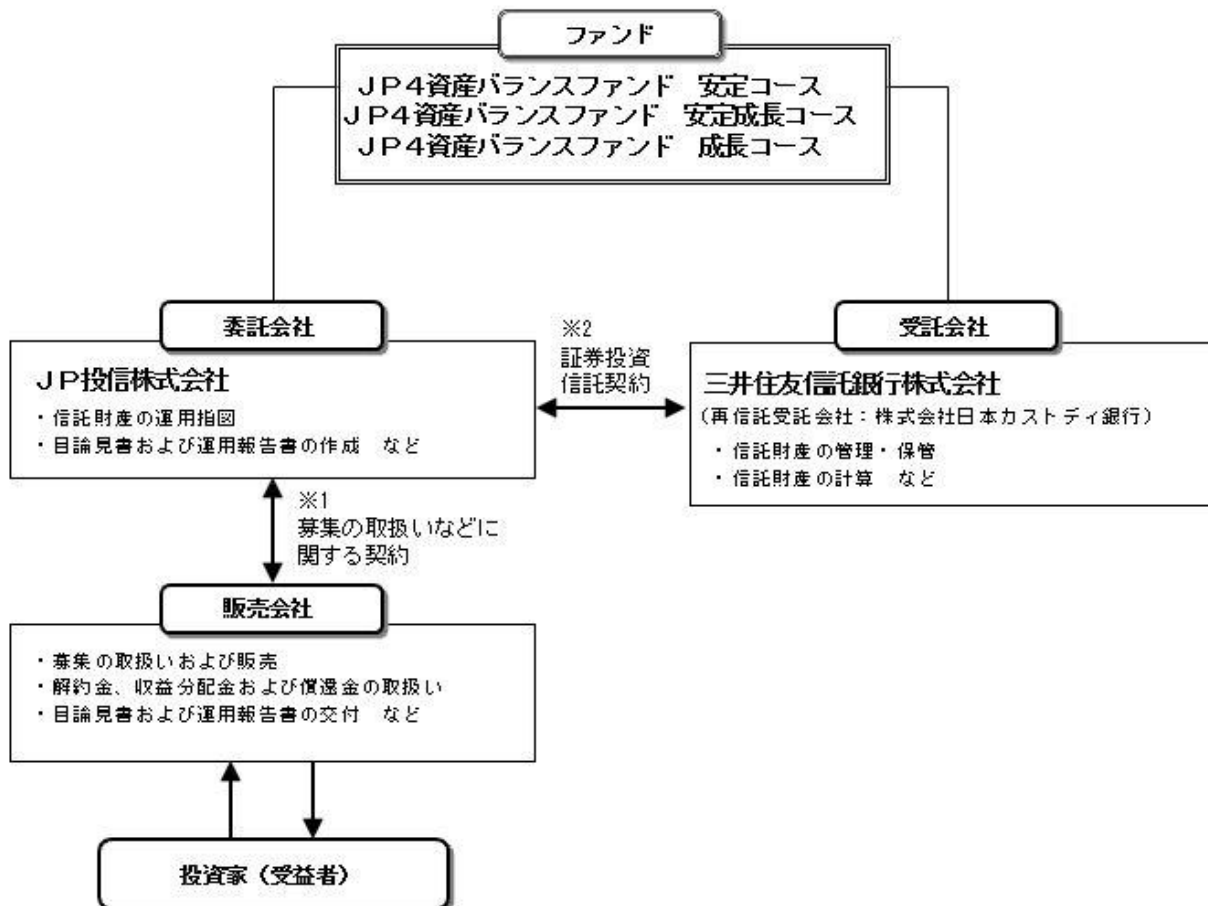 ファンド
JP4資産バランスファンド 安定コース
JP4資産バランスファンド 安定成長コース
JP4資産バランスファンド 成長コース
委託会社
JP投信株式会社
・信託財産の運用指図
・目論見書および運用報告書の作成 など
※2
証券投資
信託契約
受託会社
三井住友信託銀行株式会社
(再信託受託会社:株式会社日本カストディ銀行)
・信託財産の管理・保管
・信託財産の計算 など
※1
募集の取扱いなどに
関する契約
販売会社
・募集の取扱いおよび販売
・解約金、収益分配金および償還金の取扱い
・目論見書および運用報告書の交付 など
投資家(受益者)